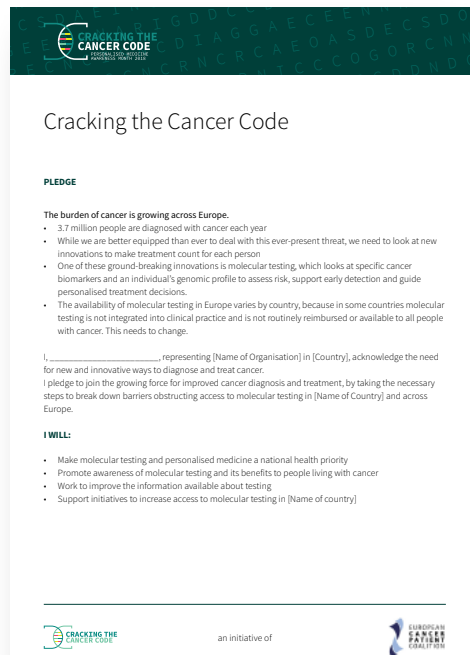 CRACKING THE
CANCER CODE
PERSONALISED MEDICINE
AWARENESS MONTH 2018
Cracking the Cancer Code
PLEDGE
The burden of cancer is growing across Europe.
• 3.7 million people are diagnosed with cancer each year
• While we are better equipped than ever to deal with this ever-present threat, we need to look at new
innovations to make treatment count for each person
• One of these ground-breaking innovations is molecular testing, which looks at specific cancer
biomarkers and an individual's genomic profile to assess risk, support early detection and guide
personalised treatment decisions.
• The availability of molecular testing in Europe varies by country, because in some countries molecular
testing is not integrated into clinical practice and is not routinely reimbursed or available to all people
with cancer. This needs to change.
I, ________________________, representing [Name of Organisation] in [Country], acknowledge the need
for new and innovative ways to diagnose and treat cancer.
I pledge to join the growing force for improved cancer diagnosis and treatment, by taking the necessary
steps to break down barriers obstructing access to molecular testing in [Name of Country] and across
Europe.
I WILL:
• Make molecular testing and personalised medicine a national health priority
• Promote awareness of molecular testing and its benefits to people living with cancer
• Work to improve the information available about testing
• Support initiatives to increase access to molecular testing in [Name of country]
CRACKING THE
CANCER CODE
an initiative of
EUROPEAN
CANCER
PATIENT
COALITION